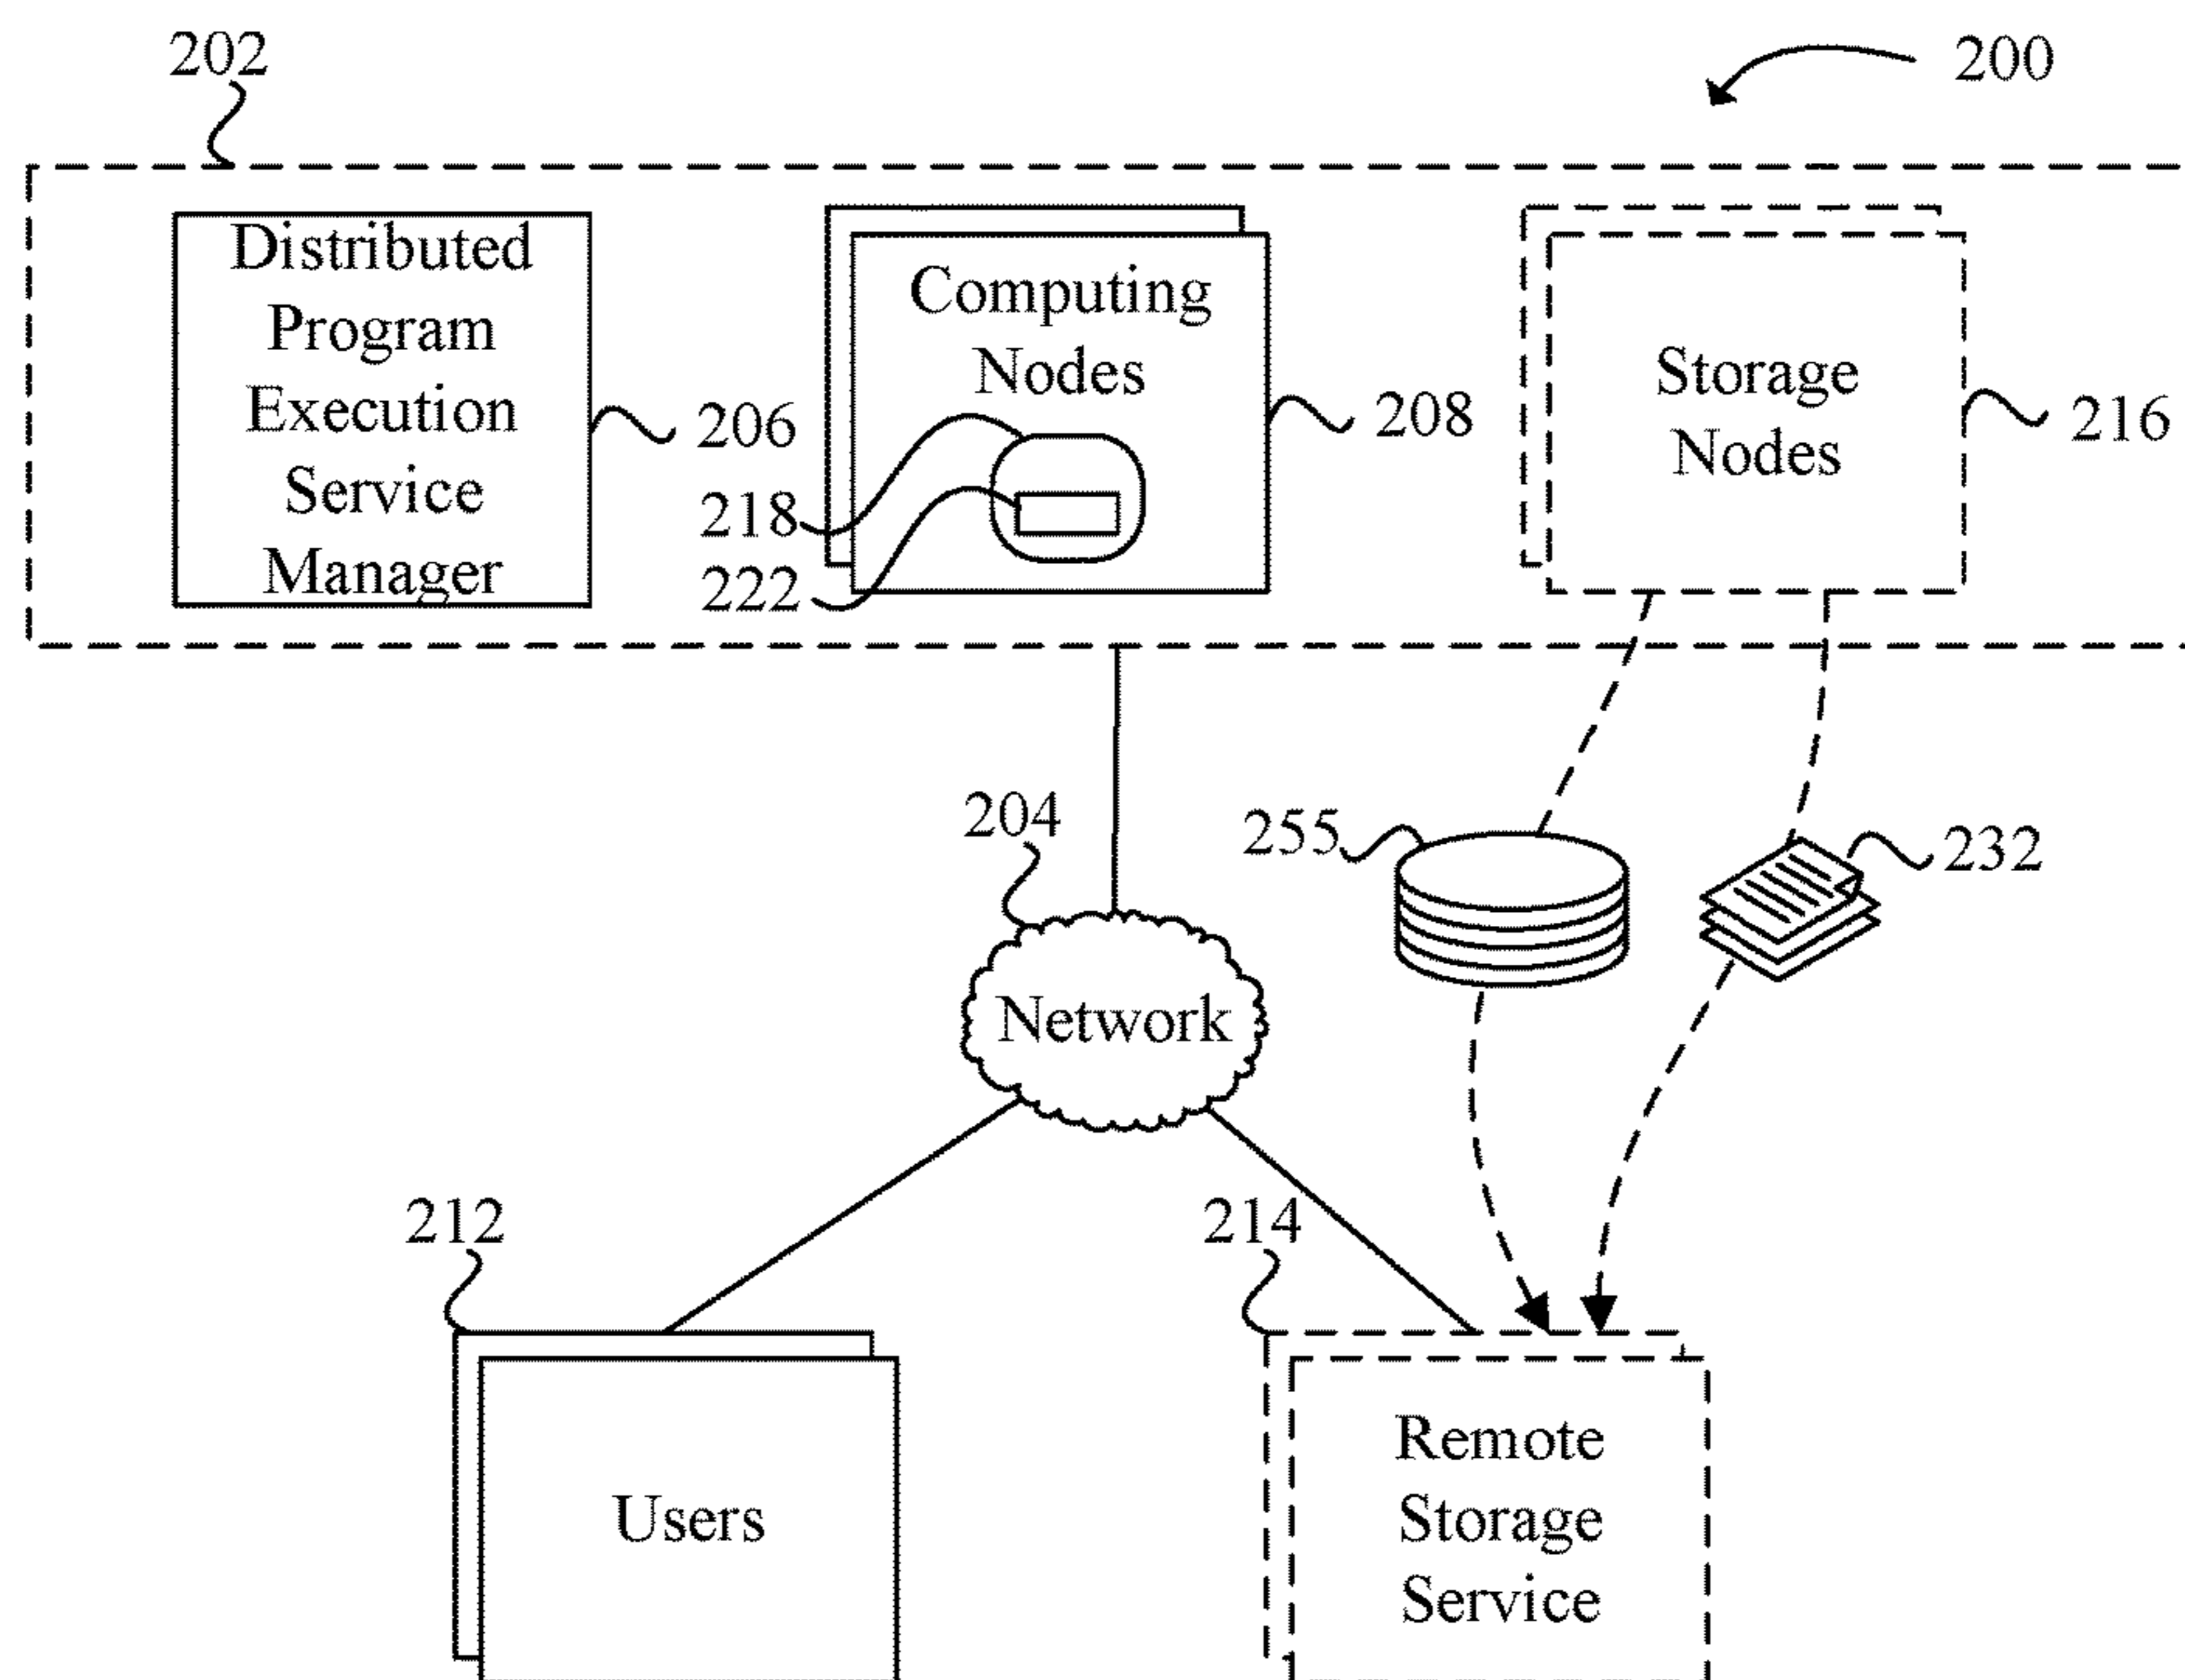 202
200
Distributed
Program
Execution
Service
Manager
206
Computing
Nodes
218
222
208
Storage
Nodes
216
204
Network
255
232
212
Users
214
Remote
Storage
Service